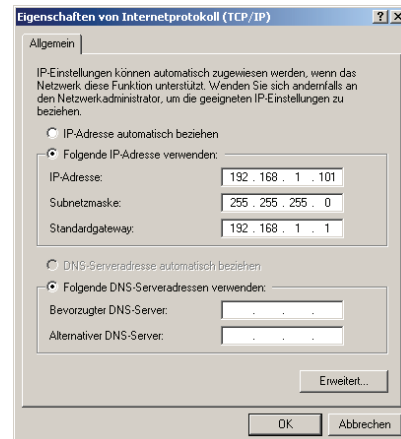 Eigenschaften von Internetprotokoll (TCP/IP)
Allgemein
IP-Einstellungen können automatisch zugewiesen werden, wenn das
Netzwerk diese Funktion unterstützt. Wenden Sie sich andernfalls an
den Netzwerkadministrator, um die geeigneten IP-Einstellungen zu
beziehen.
IP-Adresse automatisch beziehen
Folgende IP-Adresse verwenden:
IP-Adresse: 192 . 168 . 1 . 101
Subnetzmaske: 255 . 255 . 255 . 0
Standardgateway: 192 . 168 . 1 . 1
DNS-Serveradresse automatisch beziehen
Folgende DNS-Serveradressen verwenden:
Bevorzugter DNS-Server: . . .
Alternativer DNS-Server: . . .
Erweitert...
OK Abbrechen